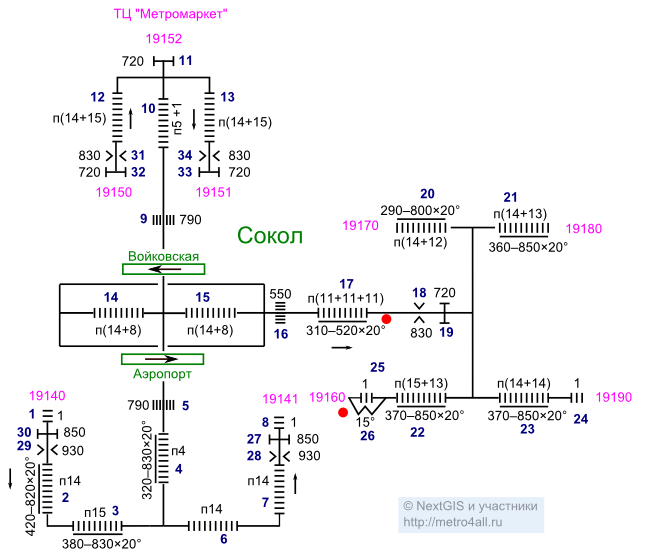 ТЦ "Метромаркет"
19152
720 11
12 10 13
п(14+15) п5 +1 п(14+15)
830 31 34 830
720 32 33 720
19150 19151
9 790
Войковская
Сокол
Аэропорт
14 15
п(14+8) п(14+8)
550
16
17
п(11+11+11)
310–520×20°
18 720
830 19
20
290–800×20°
19170
п(14+12)
21
п(14+13)
19180
360–850×20°
25
19160 1
15°
26
п(15+13)
370–850×20°
22
п(14+14)
370–850×20°
23
1 19190
24
790 5
п4
320–830×20°
4
19140
1 1
30 850
29 930
п14
420–820×20°
2
п15 3
380–830×20°
п14
6
19141
8 1
27 850
28 930
п14
7
© NextGIS и участники
http://metro4all.ru